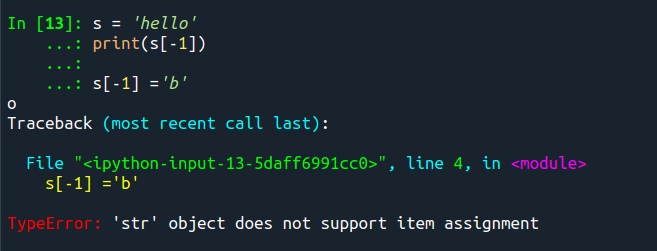 In [13]: s = 'hello'
    ...: print(s[-1])
    ...:
    ...: s[-1] ='b'
o
Traceback (most recent call last):

  File "<ipython-input-13-5daff6991cc0>", line 4, in <module>
    s[-1] ='b'

TypeError: 'str' object does not support item assignment